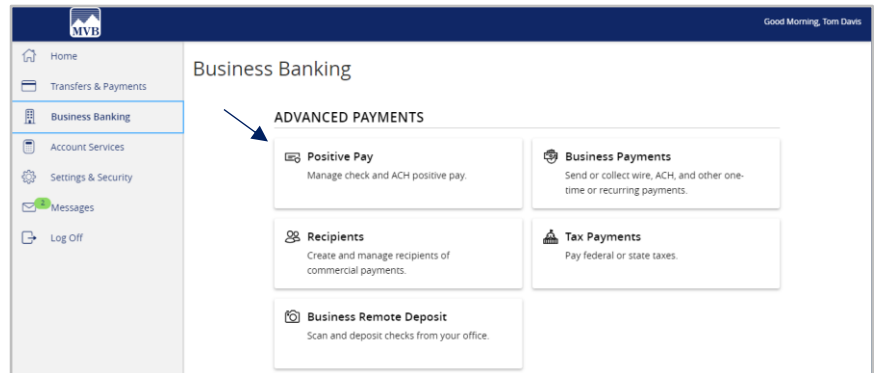 MVB
Good Morning, Tom Davis
Home
Transfers & Payments
Business Banking
Account Services
Settings & Security
2
Messages
Log Off
Business Banking
ADVANCED PAYMENTS
Positive Pay
Manage check and ACH positive pay.
Business Payments
Send or collect wire, ACH, and other one-
time or recurring payments.
Recipients
Create and manage recipients of
commercial payments.
Tax Payments
Pay federal or state taxes.
Business Remote Deposit
Scan and deposit checks from your office.